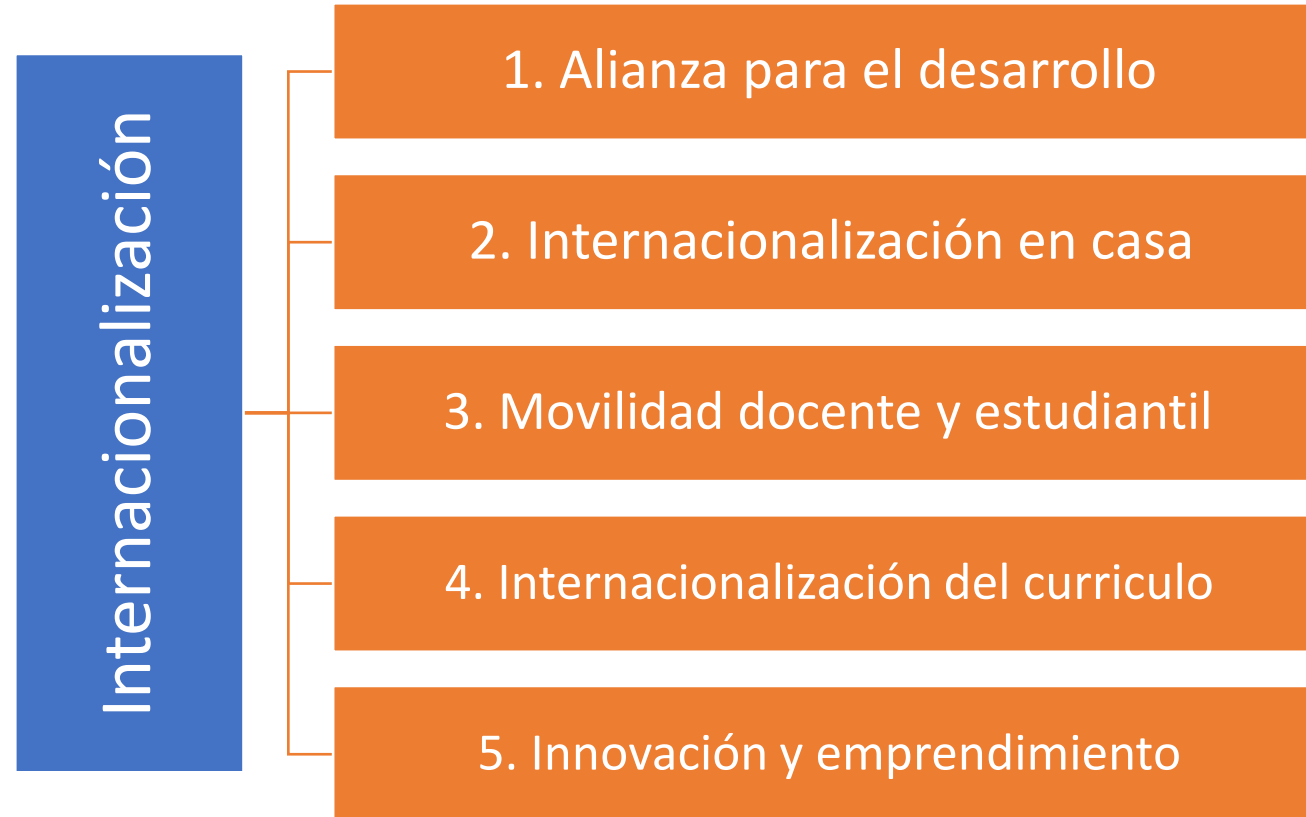 Internacionalización
1. Alianza para el desarrollo
2. Internacionalización en casa
3. Movilidad docente y estudiantil
4. Internacionalización del curriculo
5. Innovación y emprendimiento